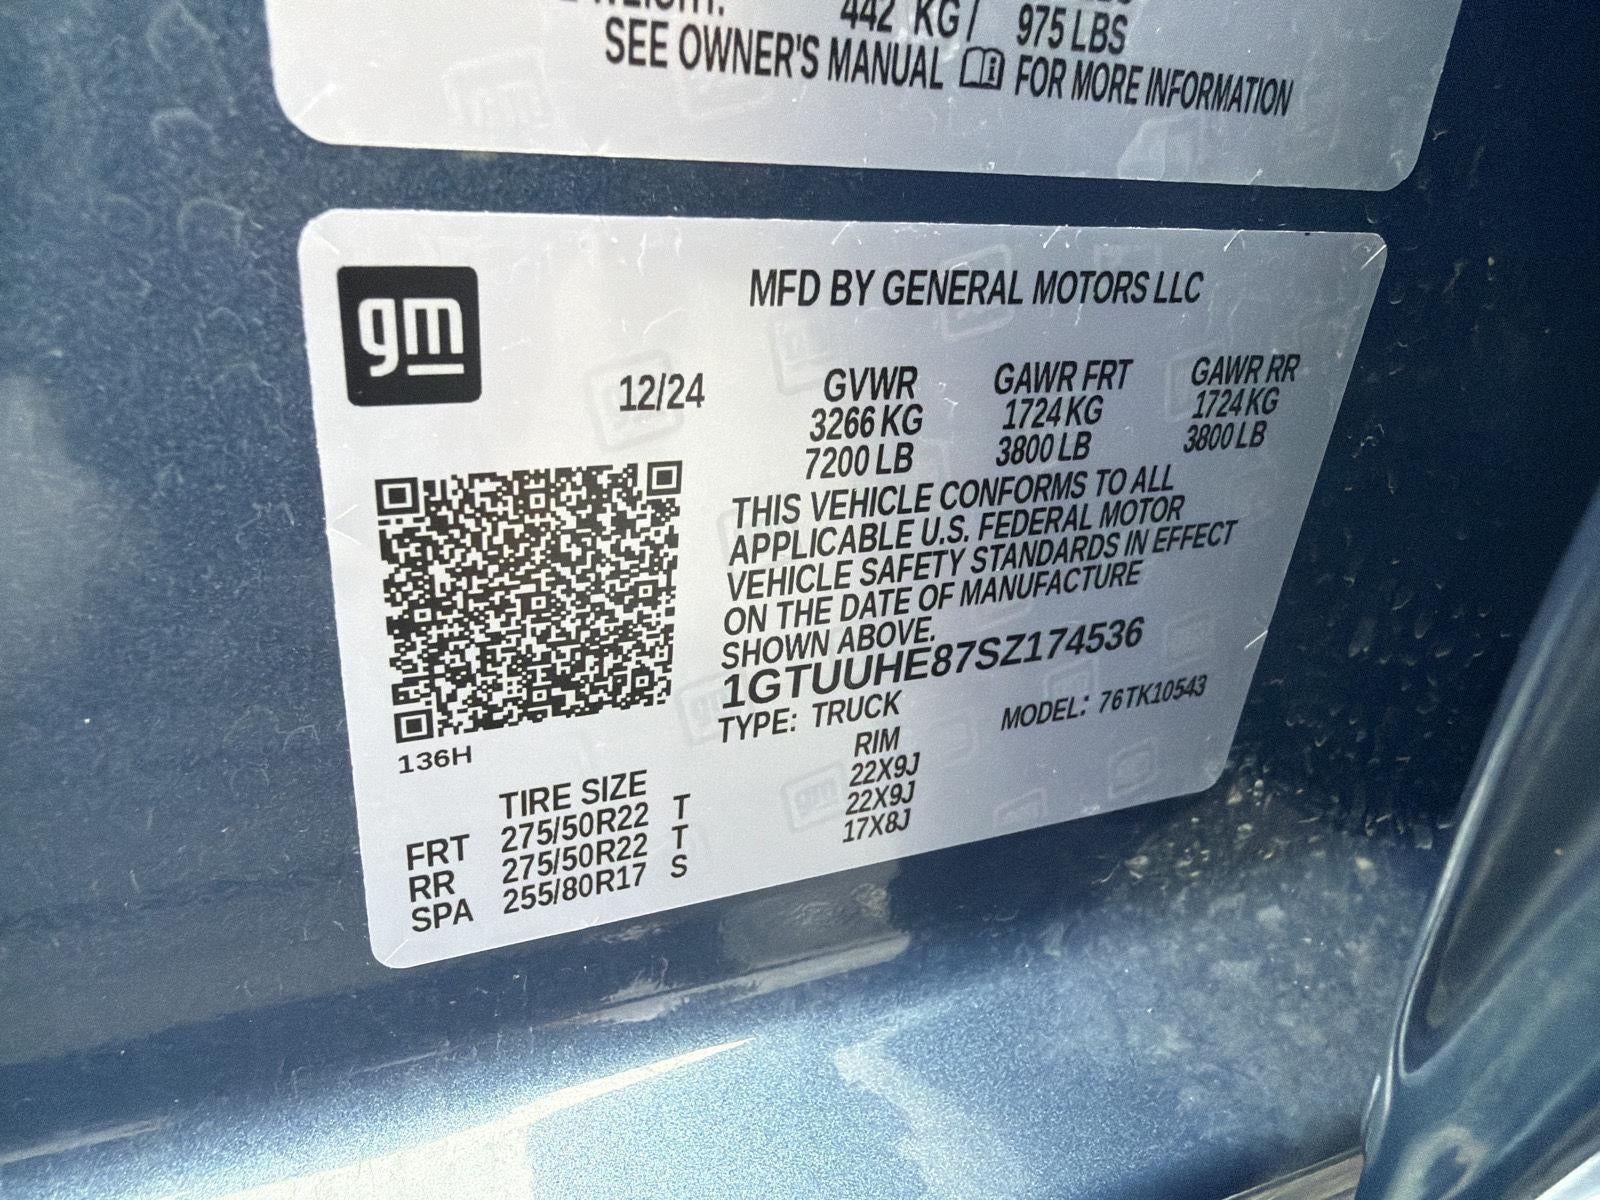 WEIGHT: 442 KG / 975 LBS
SEE OWNER'S MANUAL FOR MORE INFORMATION
gm
MFD BY GENERAL MOTORS LLC
12/24 GVWR GAWR FRT GAWR RR
3266 KG 1724 KG 1724 KG
7200 LB 3800 LB 3800 LB
THIS VEHICLE CONFORMS TO ALL
APPLICABLE U.S. FEDERAL MOTOR
VEHICLE SAFETY STANDARDS IN EFFECT
ON THE DATE OF MANUFACTURE
SHOWN ABOVE.
1GTUUHE87SZ174536
TYPE: TRUCK MODEL: 76TK10543
136H
TIRE SIZE RIM
FRT 275/50R22 T 22X9J
RR 275/50R22 T 22X9J
SPA 255/80R17 S 17X8J